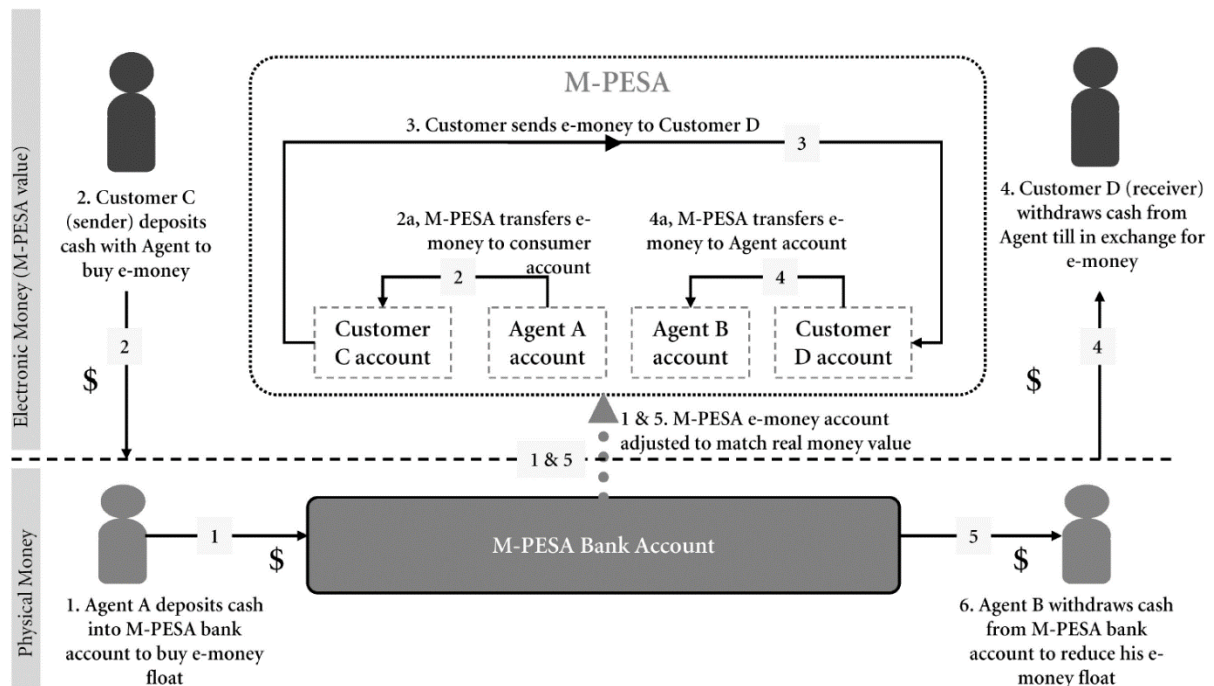 Electronic Money (M-PESA value)
Physical Money
M-PESA
3. Customer sends e-money to Customer D
3
2. Customer C
(sender) deposits
cash with Agent to
buy e-money
2
$
2a, M-PESA transfers e-
money to consumer
account
2
4a, M-PESA transfers e-
money to Agent account
4
Customer
C account
Agent A
account
Agent B
account
Customer
D account
4. Customer D (receiver)
withdraws cash from
Agent till in exchange for
e-money
4
$
1 & 5. M-PESA e-money account
adjusted to match real money value
1 & 5
1
$
M-PESA Bank Account
5
$
1. Agent A deposits cash
into M-PESA bank
account to buy e-money
float
6. Agent B withdraws cash
from M-PESA bank
account to reduce his e-
money float